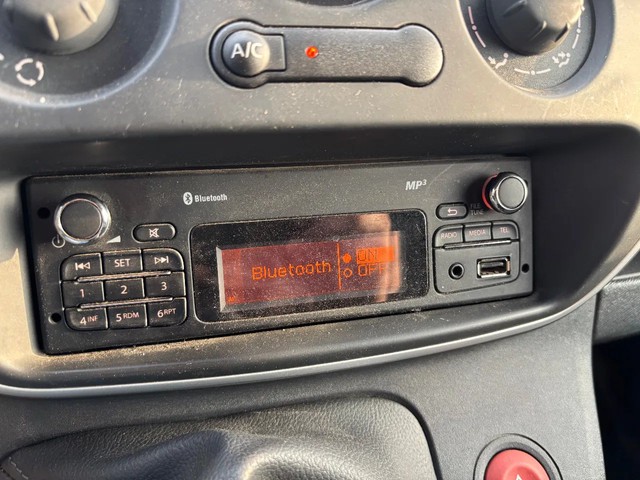 A/C
Bluetooth
MP3
SET
1 2 3
4 INF 5 RDM 6 RPT
Bluetooth ON
OFF
RADIO MEDIA TEL